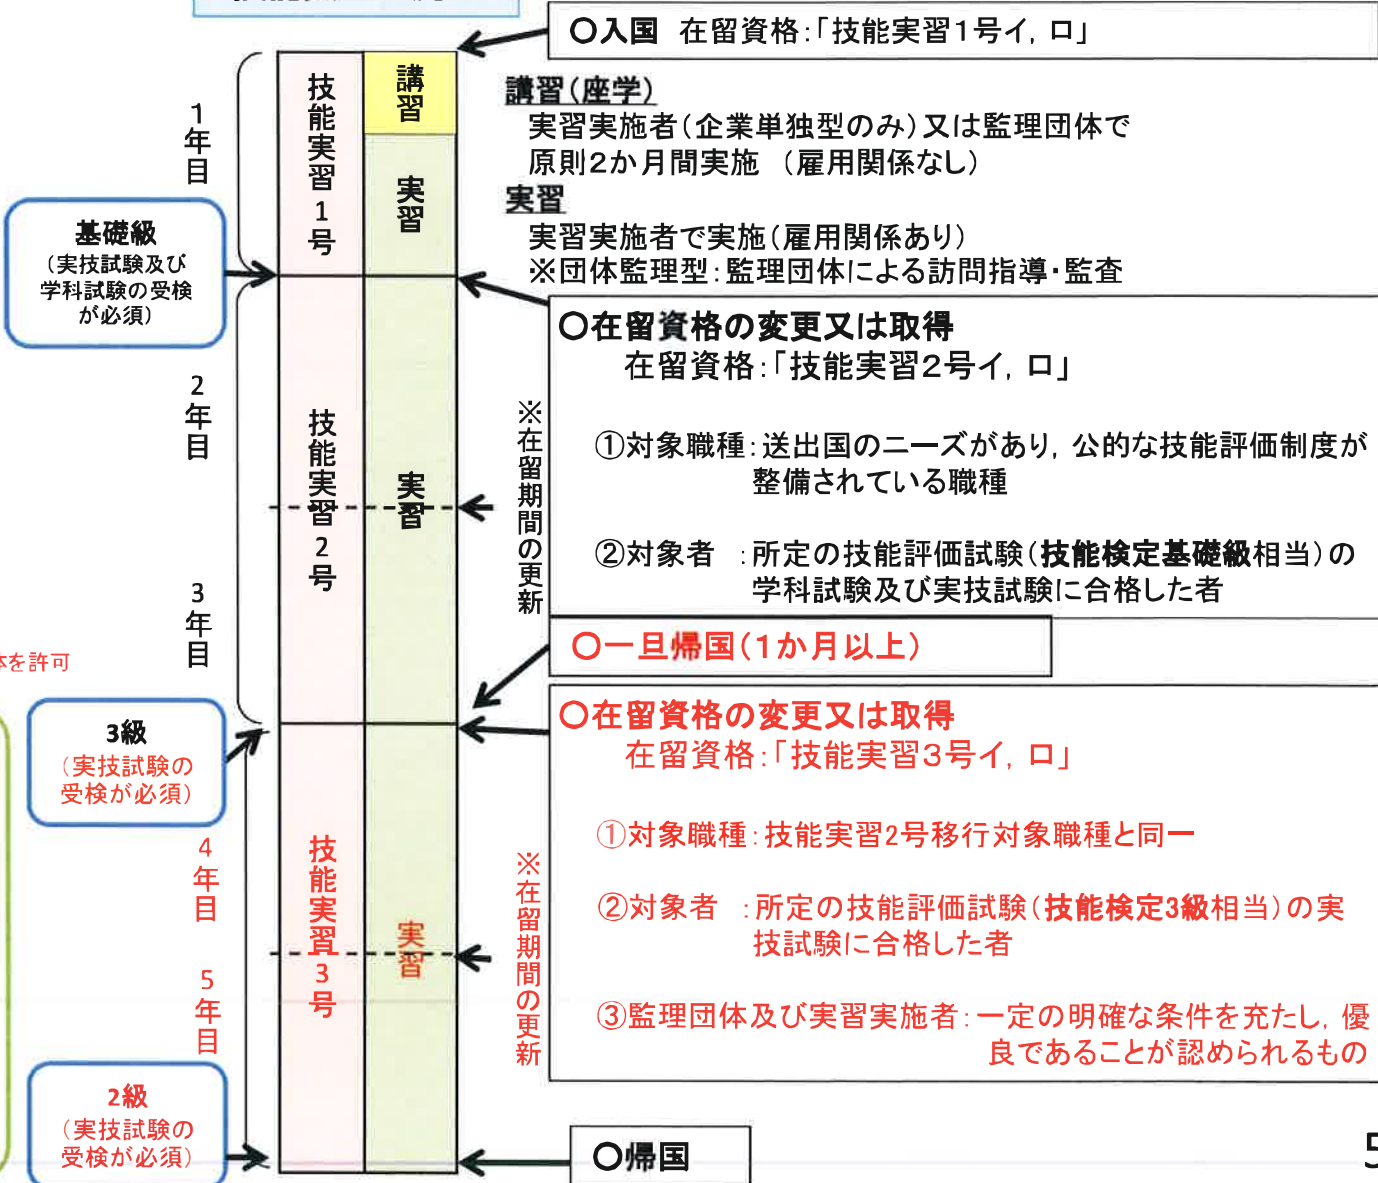 〇入国 在留資格:「技能実習1号イ, ロ」
講習(座学)
実習実施者(企業単独型のみ)又は監理団体で
原則2か月間実施 (雇用関係なし)
実習
実習実施者で実施(雇用関係あり)
※団体監理型:監理団体による訪問指導・監査
1年目
技能実習1号
講習
実習
基礎級
(実技試験及び
学科試験の受検
が必須)
〇在留資格の変更又は取得
在留資格:「技能実習2号イ, ロ」
①対象職種:送出国のニーズがあり, 公的な技能評価制度が
整備されている職種
②対象者 :所定の技能評価試験(技能検定基礎級相当)の
学科試験及び実技試験に合格した者
2年目
3年目
技能実習2号
実習
※在留期間の更新
〇一旦帰国(1か月以上)
体を許可
3級
(実技試験の
受検が必須)
〇在留資格の変更又は取得
在留資格:「技能実習3号イ, ロ」
①対象職種:技能実習2号移行対象職種と同一
②対象者 :所定の技能評価試験(技能検定3級相当)の実
技試験に合格した者
③監理団体及び実習実施者:一定の明確な条件を充たし, 優
良であることが認められるもの
4年目
5年目
技能実習3号
実習
※在留期間の更新
2級
(実技試験の
受検が必須)
〇帰国
5